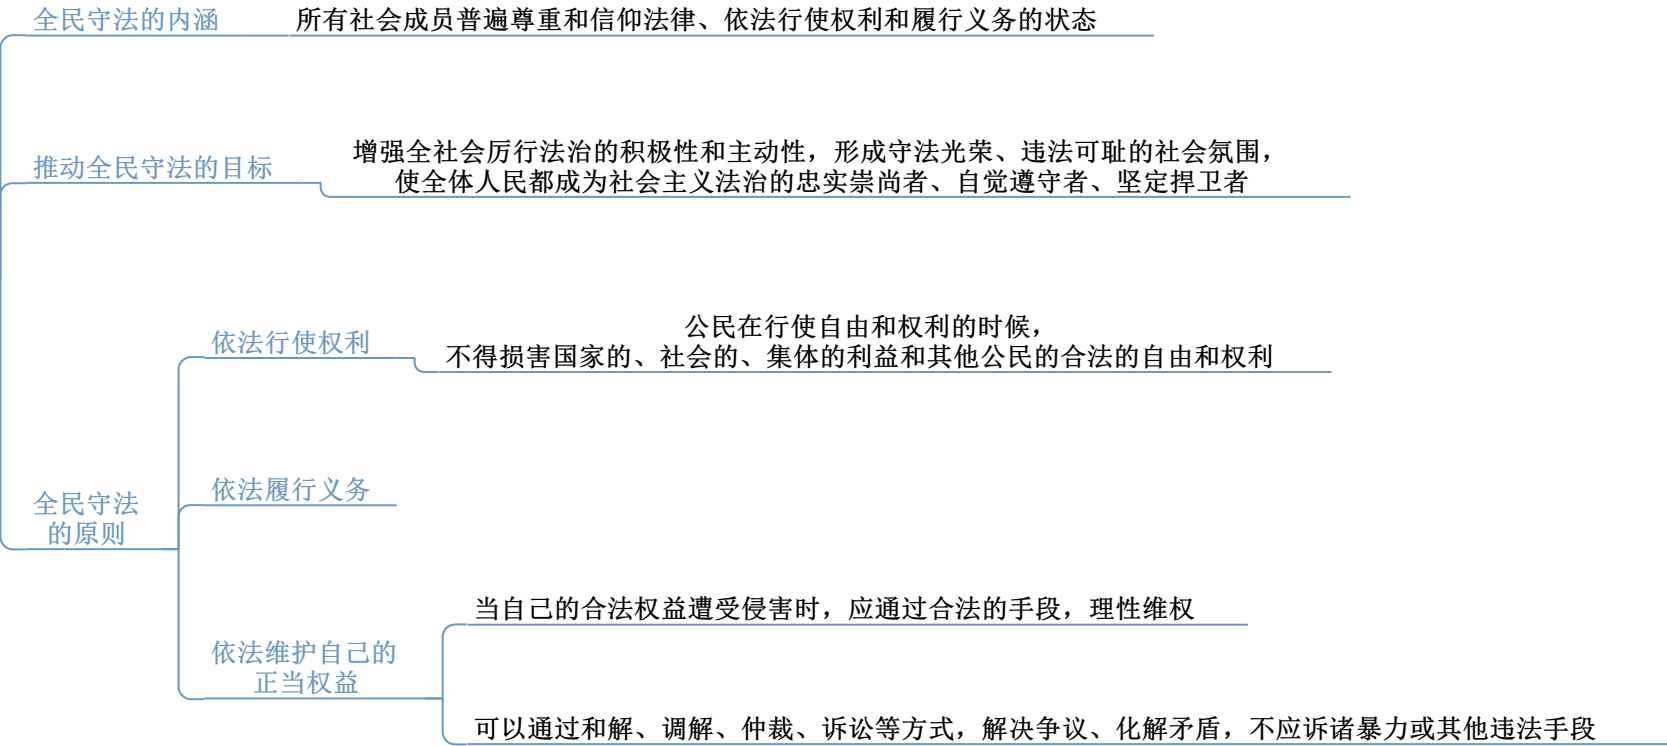 全民守法的内涵
所有社会成员普遍尊重和信仰法律、依法行使权利和履行义务的状态
推动全民守法的目标
增强全社会厉行法治的积极性和主动性，形成守法光荣、违法可耻的社会氛围，
使全体人民都成为社会主义法治的忠实崇尚者、自觉遵守者、坚定捍卫者
全民守法
的原则
依法行使权利
公民在行使自由和权利的时候，
不得损害国家的、社会的、集体的利益和其他公民的合法的自由和权利
依法履行义务
依法维护自己的
正当权益
当自己的合法权益遭受侵害时，应通过合法的手段，理性维权
可以通过和解、调解、仲裁、诉讼等方式，解决争议、化解矛盾，不应诉诸暴力或其他违法手段